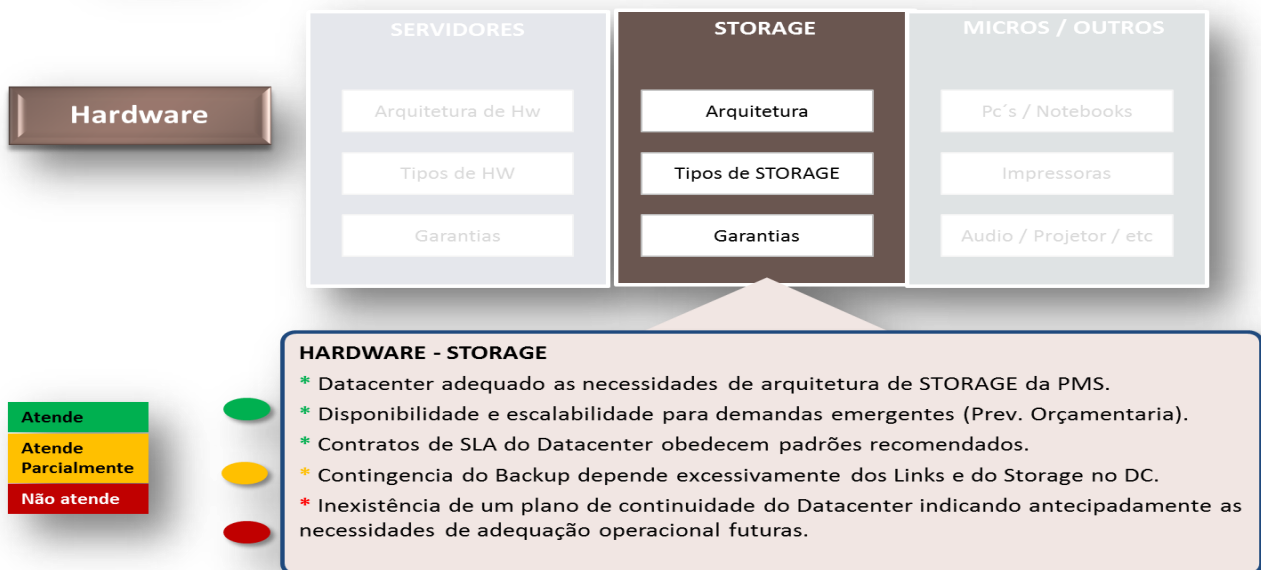 SERVIDORES
STORAGE
MICROS / OUTROS
Hardware
Arquitetura de Hw
Arquitetura
Pc´s / Notebooks
Tipos de HW
Tipos de STORAGE
Impressoras
Garantias
Garantias
Audio / Projetor / etc
HARDWARE - STORAGE
* Datacenter adequado as necessidades de arquitetura de STORAGE da PMS.
* Disponibilidade e escalabilidade para demandas emergentes (Prev. Orçamentaria).
* Contratos de SLA do Datacenter obedecem padrões recomendados.
* Contingencia do Backup depende excessivamente dos Links e do Storage no DC.
* Inexistência de um plano de continuidade do Datacenter indicando antecipadamente as
necessidades de adequação operacional futuras.
Atende
Atende
Parcialmente
Não atende